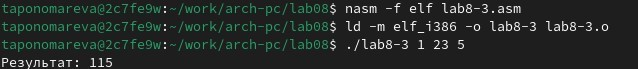 taponomareva@2c7fe9w:~/work/arch-pc/lab08$ nasm -f elf lab8-3.asm
taponomareva@2c7fe9w:~/work/arch-pc/lab08$ ld -m elf_i386 -o lab8-3 lab8-3.o
taponomareva@2c7fe9w:~/work/arch-pc/lab08$ ./lab8-3 1 23 5
Результат: 115